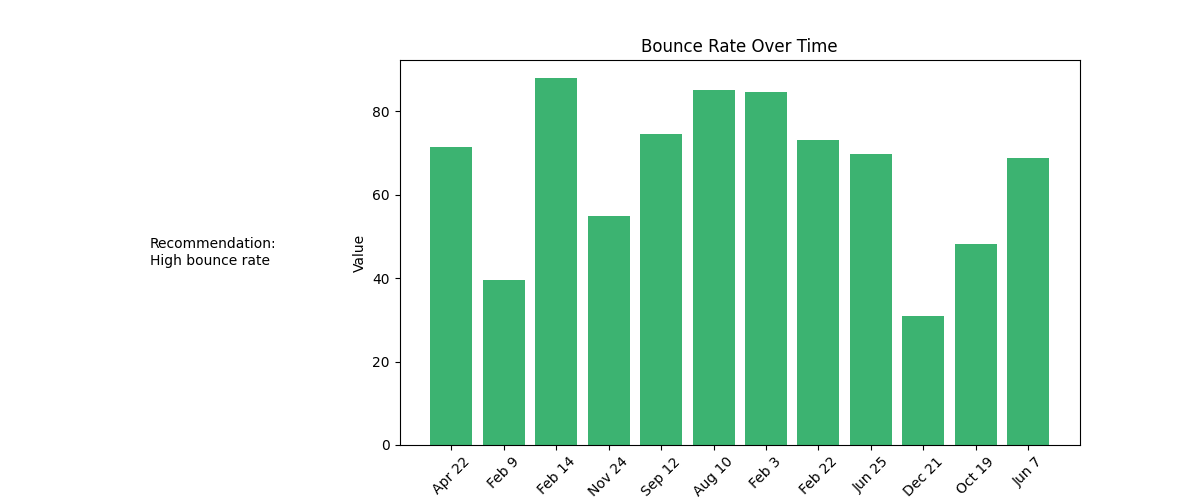 Bounce Rate Over Time
Recommendation:
High bounce rate
Value
80
60
40
20
0
Apr 22
Feb 9
Feb 14
Nov 24
Sep 12
Aug 10
Feb 3
Feb 22
Jun 25
Dec 21
Oct 19
Jun 7